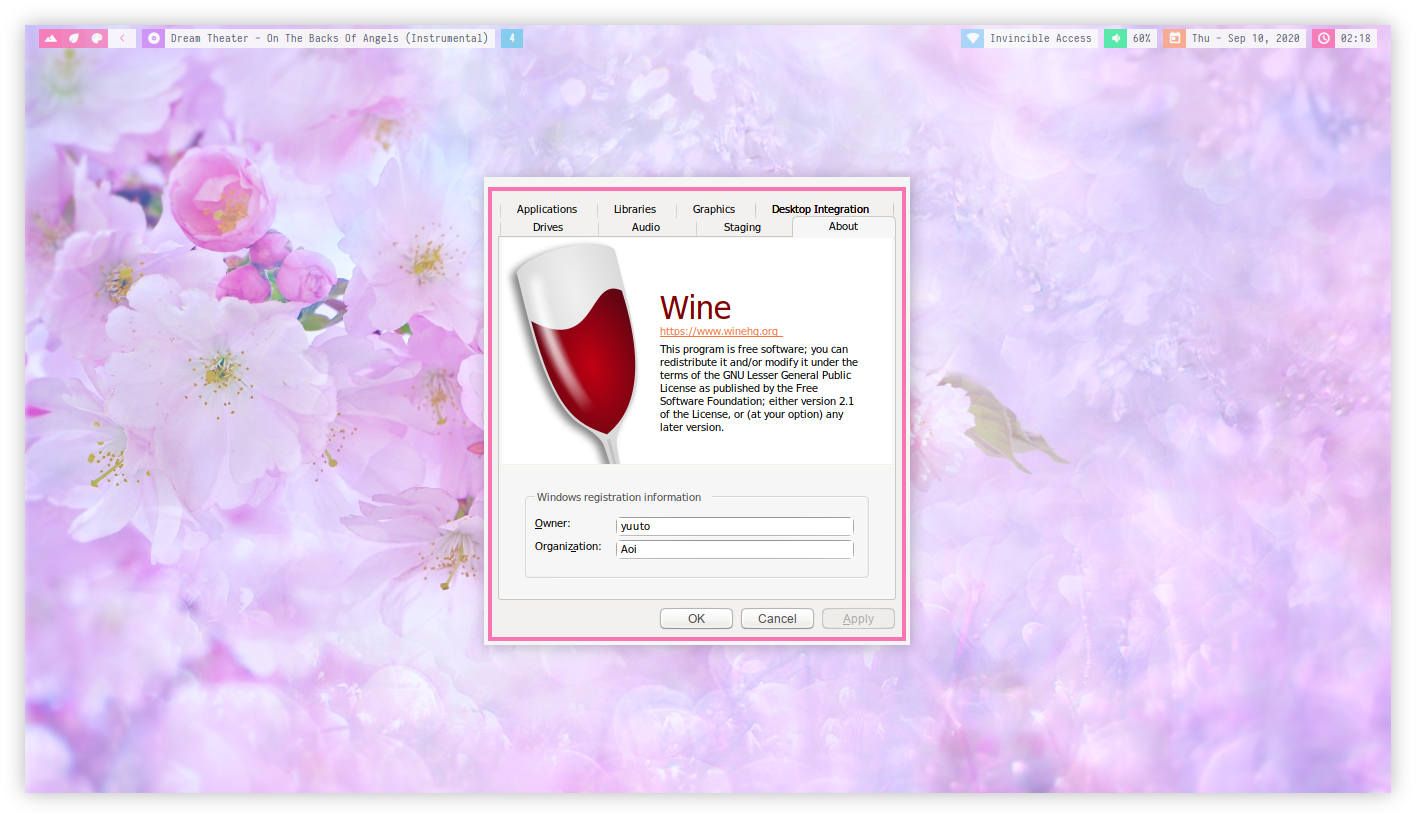 Dream Theater - On The Backs Of Angels (Instrumental)
4
Invincible Access
60%
Thu - Sep 10, 2020
02:18
Applications
Libraries
Graphics
Desktop Integration
Drives
Audio
Staging
About
Wine
https://www.winehq.org
This program is free software; you can
redistribute it and/or modify it under the
terms of the GNU Lesser General Public
License as published by the Free
Software Foundation; either version 2.1
of the License, or (at your option) any
later version.
Windows registration information
Owner:
yuuto
Organization:
Aoi
OK
Cancel
Apply